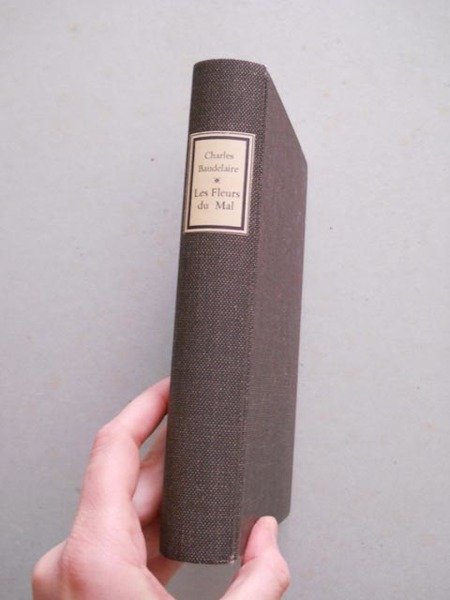 Charles
Baudelaire
*
Les Fleurs
du Mal